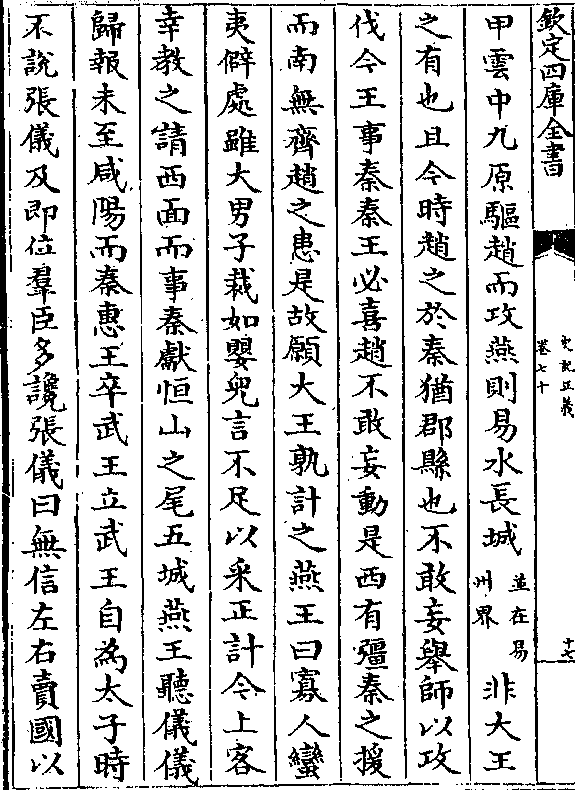 欽定四庫全書
史記正義
卷七十
十七
甲雲中九原驅趙而攻燕則易水長城並在易州界非大王
之有也且今時趙之於秦猶郡縣也不敢妄舉師以攻
伐今王事秦秦王必喜趙不敢妄動是西有彊秦之援
而南無齊趙之患是故願大王孰計之燕王曰寡人蠻
夷僻處雖大男子裁如嬰兒言不足以采正計今上客
幸教之請西面而事秦獻恒山之尾五城燕王聽儀儀
歸報未至咸陽而秦惠王卒武王立武王自為太子時
不說張儀及即位羣臣多讒張儀曰無信左右賣國以